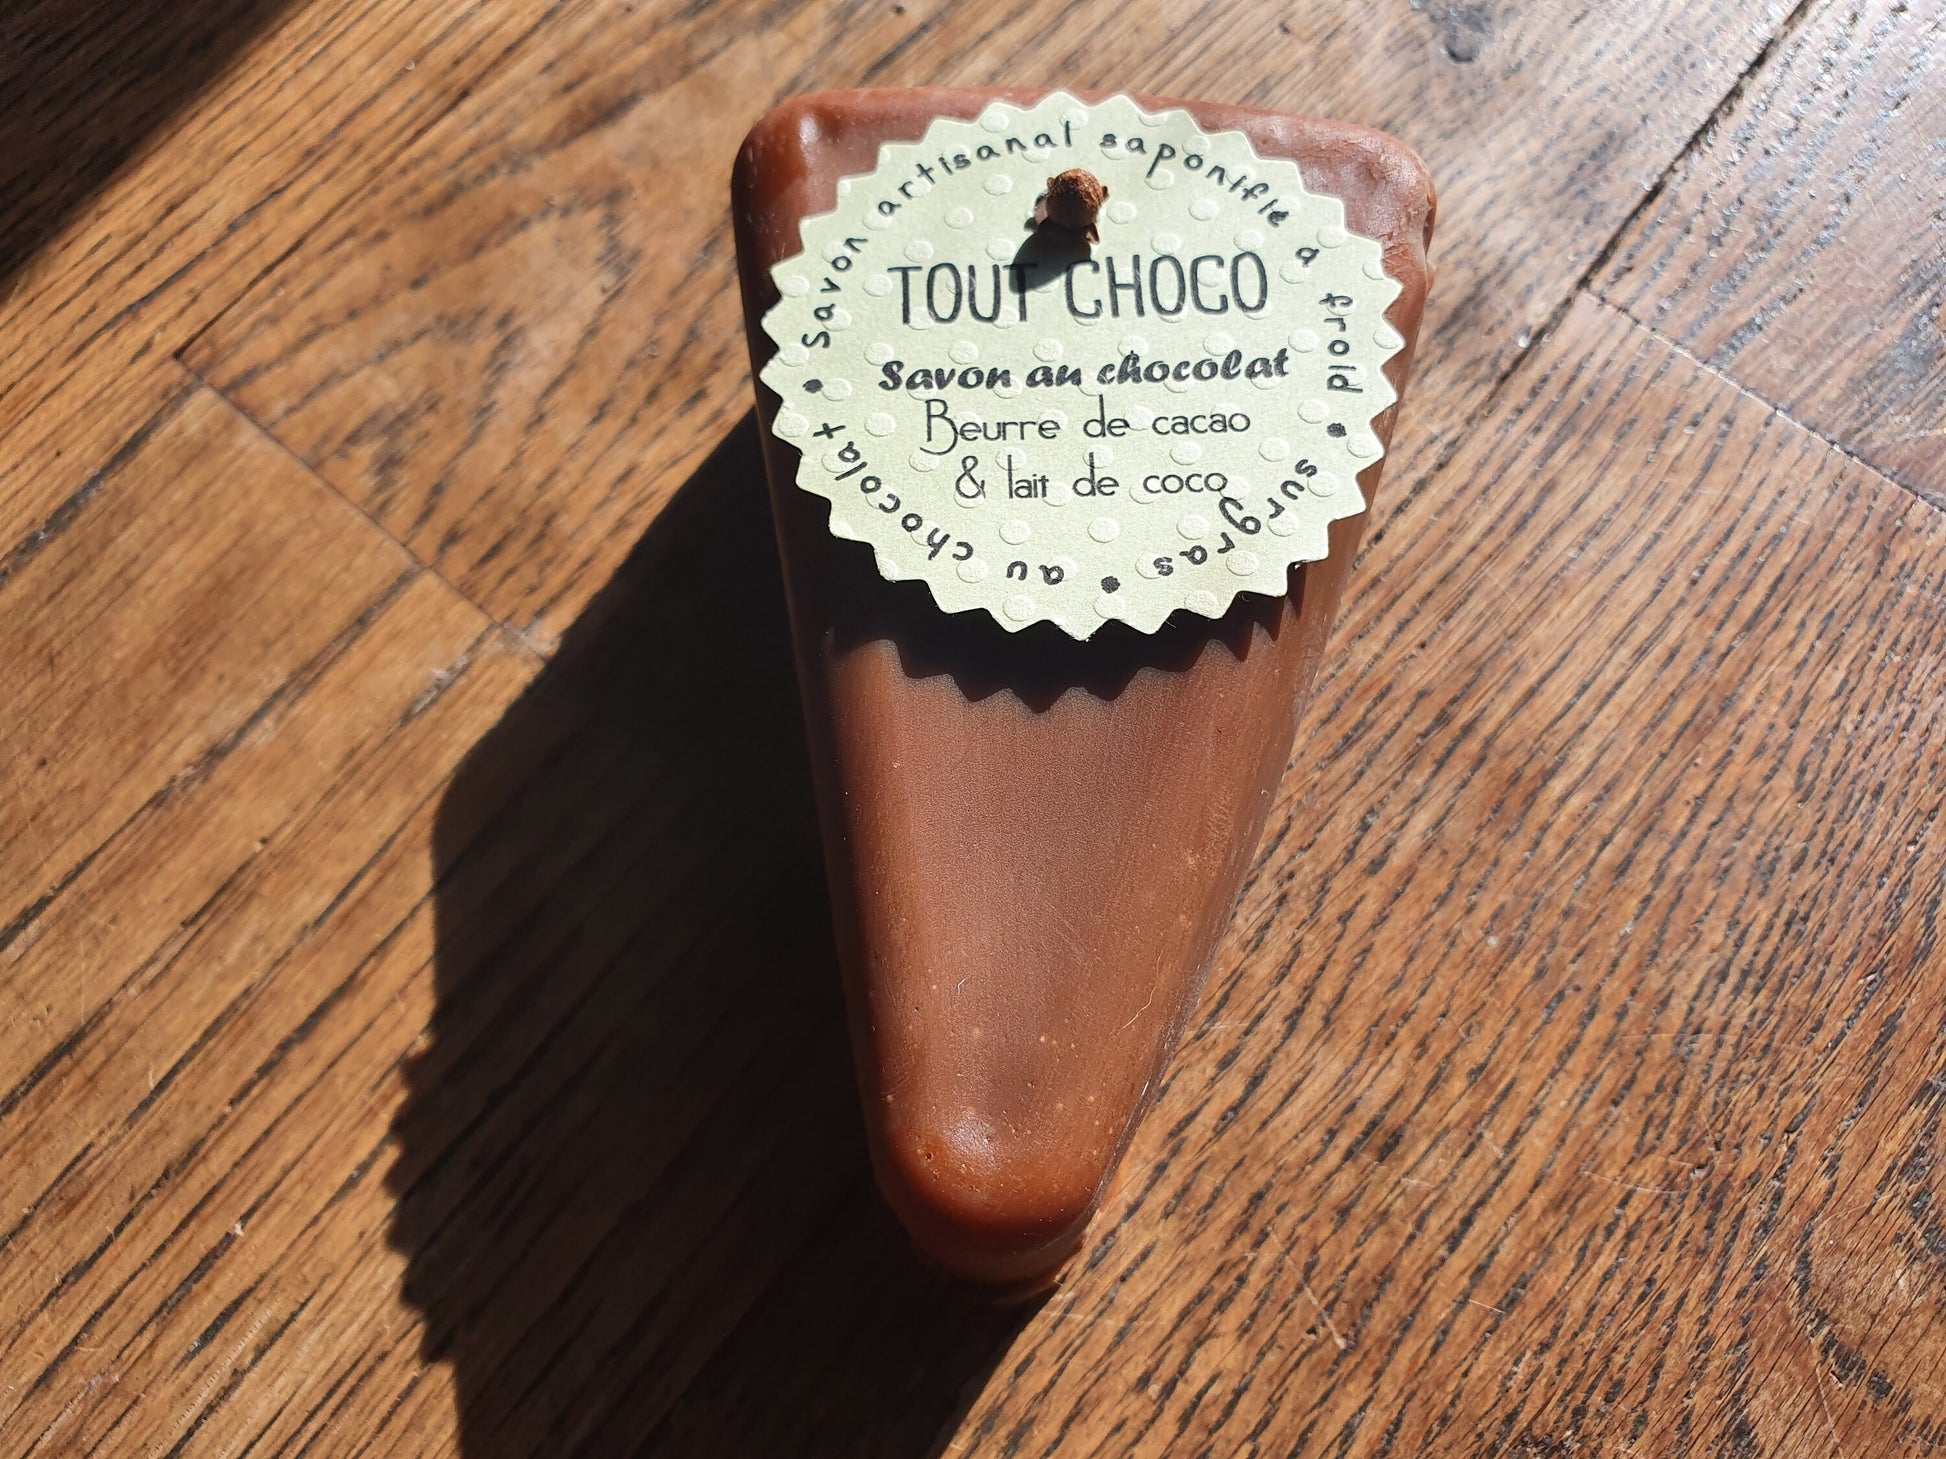 Savon artisanal saponifié à froid • surgras • au chocolat •
TOUT CHOCO
Savon au chocolat
Beurre de cacao
& lait de coco